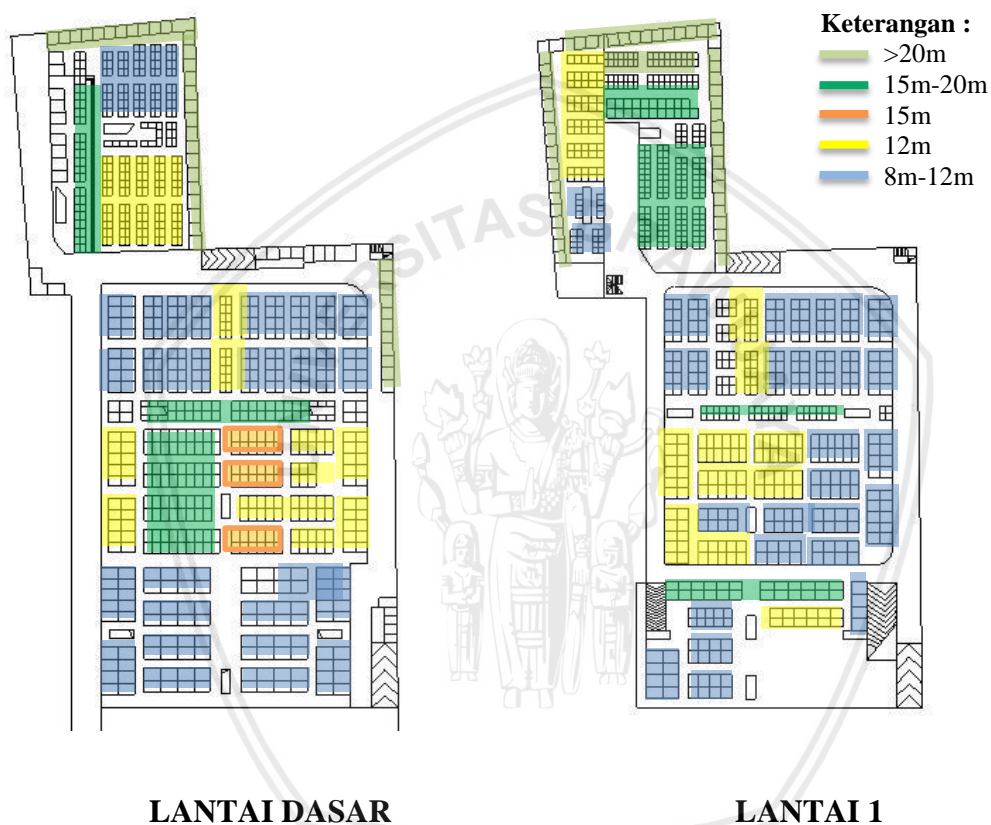 Keterangan :
>20m
15m-20m
15m
12m
8m-12m
LANTAI DASAR
LANTAI 1